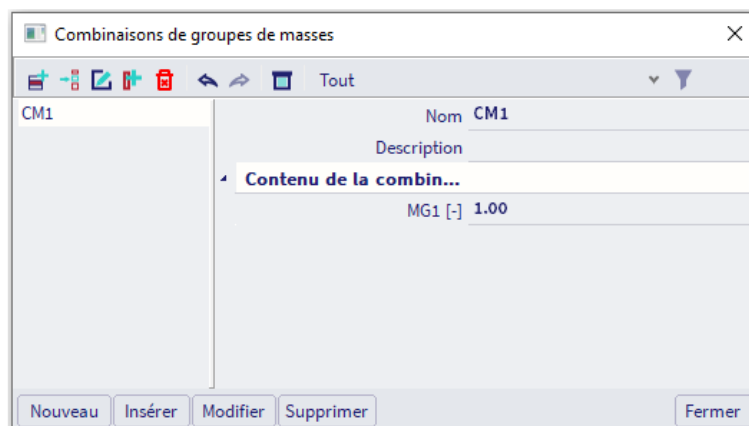 Combinaisons de groupes de masses
Tout
CM1
Nom CM1
Description
Contenu de la combin...
MG1 [-] 1.00
Nouveau Insérer Modifier Supprimer Fermer